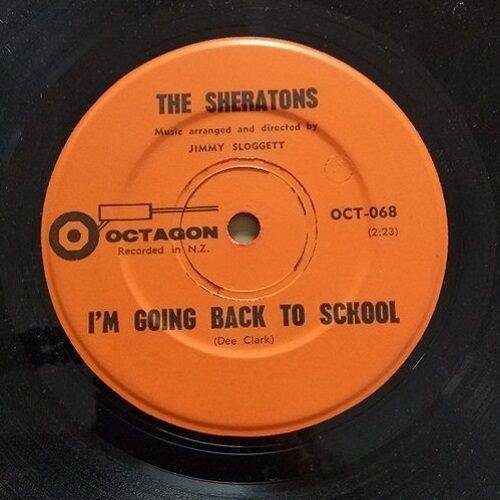 THE SHERATONS
Music arranged and directed by
JIMMY SLOGGETT
OCT-068
(2:23)
OCTAGON
Recorded in N.Z.
I'M GOING BACK TO SCHOOL
(Dee Clark)